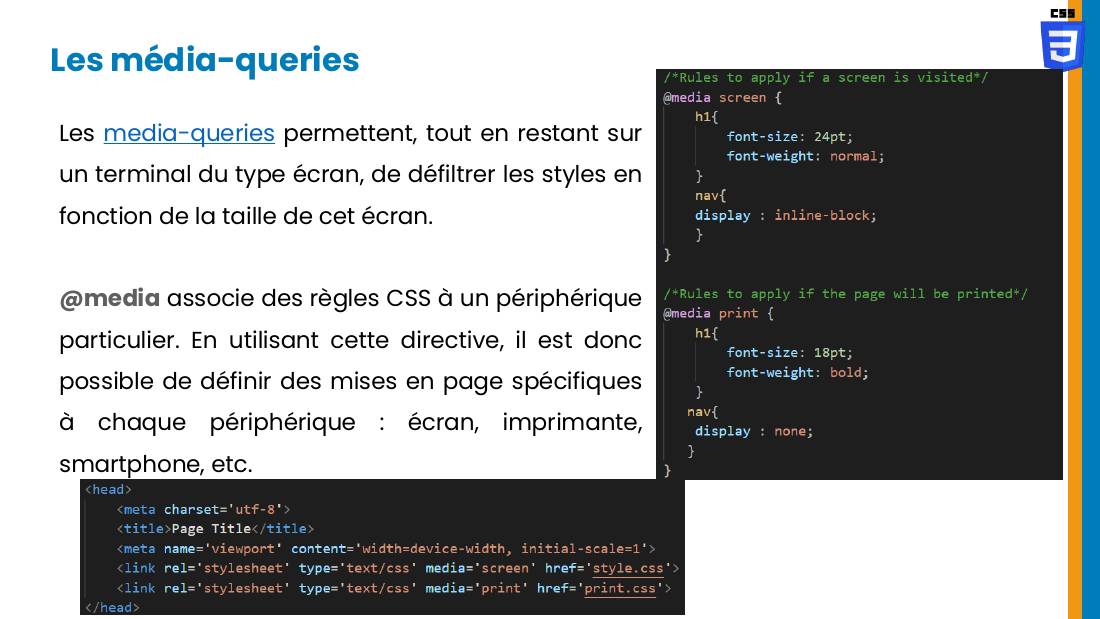 CSS
Les média-queries
Les media-queries permettent, tout en restant sur
un terminal du type écran, de défiltrer les styles en
fonction de la taille de cet écran.
@media associe des règles CSS à un périphérique
particulier. En utilisant cette directive, il est donc
possible de définir des mises en page spécifiques
à chaque périphérique : écran, imprimante,
smartphone, etc.
/*Rules to apply if a screen is visited*/
@media screen {
h1{
font-size: 24pt;
font-weight: normal;
}
nav{
display : inline-block;
}
}
/*Rules to apply if the page will be printed*/
@media print {
h1{
font-size: 18pt;
font-weight: bold;
}
nav{
display : none;
}
}
<head>
<meta charset='utf-8'>
<title>Page Title</title>
<meta name='viewport' content='width=device-width, initial-scale=1'>
<link rel='stylesheet' type='text/css' media='screen' href='style.css'>
<link rel='stylesheet' type='text/css' media='print' href='print.css'>
</head>